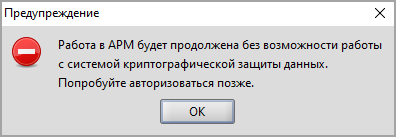 Предупреждение
Работа в АРМ будет продолжена без возможности работы
с системой криптографической защиты данных.
Попробуйте авторизоваться позже.
OK